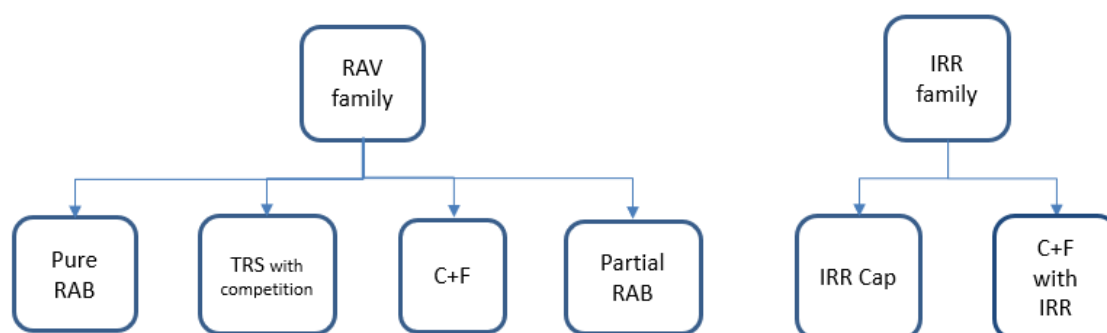 RAV
family
IRR
family
Pure
RAB
TRS with
competition
C+F
Partial
RAB
IRR Cap
C+F
with
IRR